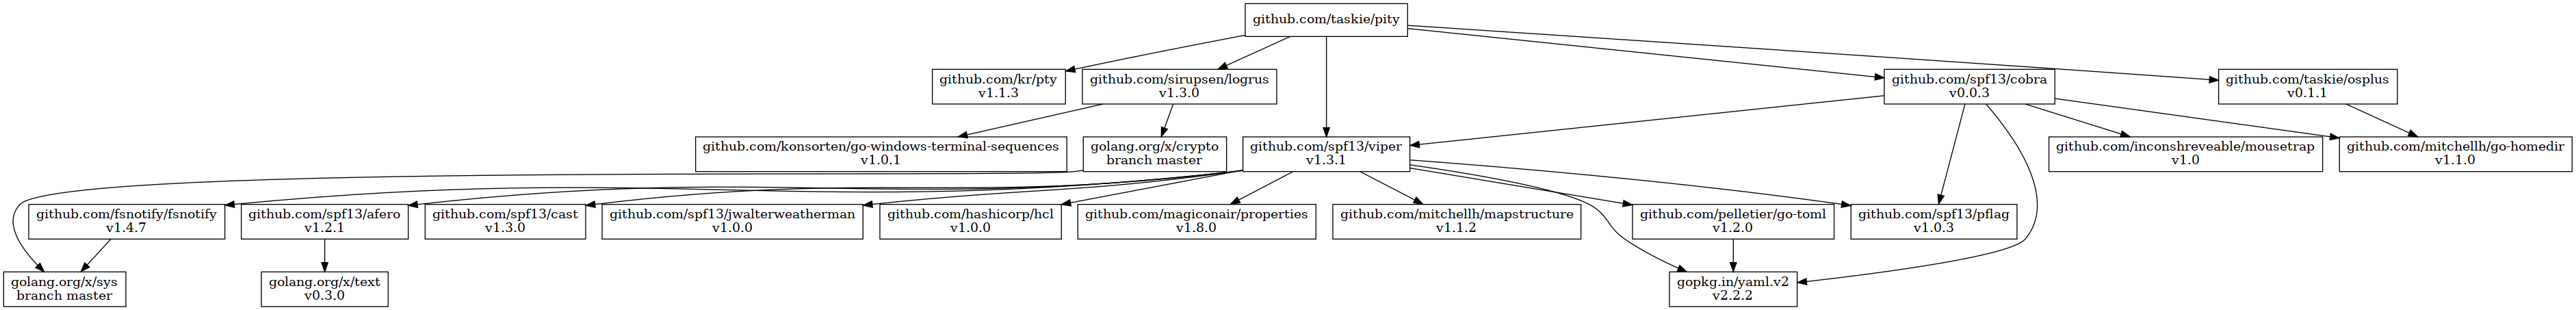 github.com/taskie/pity
github.com/kr/pty
v1.1.3
github.com/sirupsen/logrus
v1.3.0
github.com/spf13/cobra
v0.0.3
github.com/taskie/osplus
v0.1.1
github.com/konsorten/go-windows-terminal-sequences
v1.0.1
golang.org/x/crypto
branch master
github.com/spf13/viper
v1.3.1
github.com/inconshreveable/mousetrap
v1.0
github.com/mitchellh/go-homedir
v1.1.0
github.com/fsnotify/fsnotify
v1.4.7
github.com/spf13/afero
v1.2.1
github.com/spf13/cast
v1.3.0
github.com/spf13/jwalterweatherman
v1.0.0
github.com/hashicorp/hcl
v1.0.0
github.com/magiconair/properties
v1.8.0
github.com/mitchellh/mapstructure
v1.1.2
github.com/pelletier/go-toml
v1.2.0
github.com/spf13/pflag
v1.0.3
golang.org/x/sys
branch master
golang.org/x/text
v0.3.0
gopkg.in/yaml.v2
v2.2.2